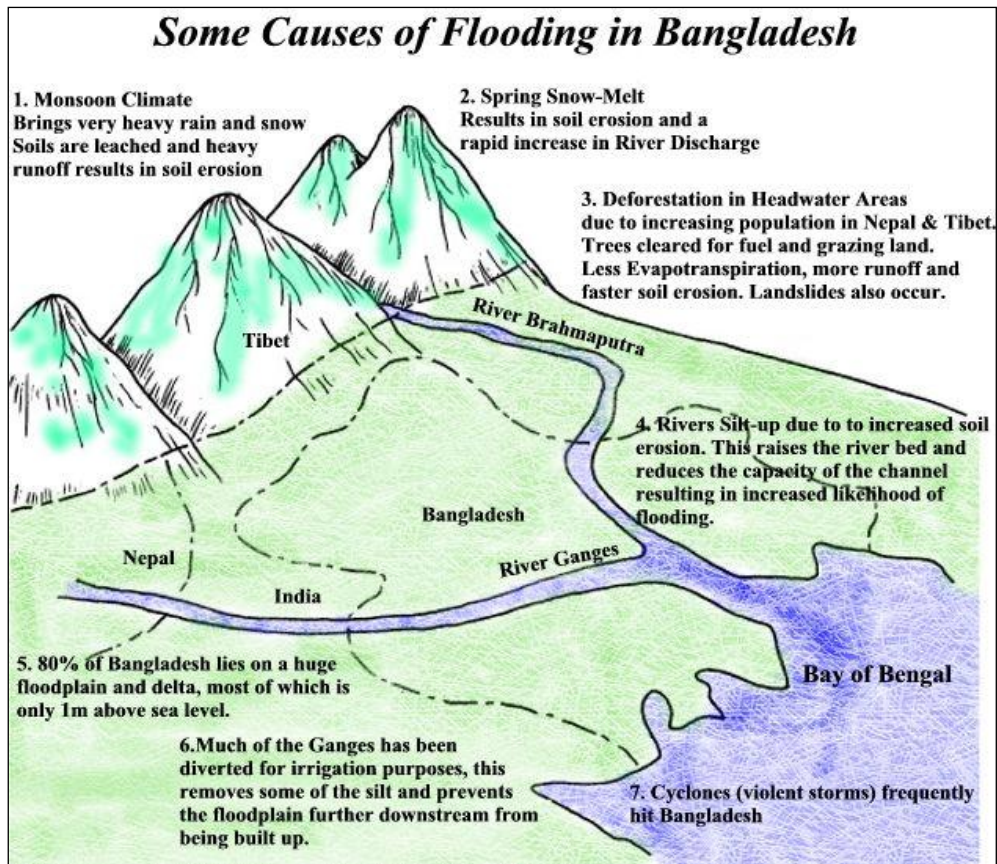 Some Causes of Flooding in Bangladesh
1. Monsoon Climate
Brings very heavy rain and snow
Soils are leached and heavy
runoff results in soil erosion
2. Spring Snow-Melt
Results in soil erosion and a
rapid increase in River Discharge
3. Deforestation in Headwater Areas
due to increasing population in Nepal & Tibet.
Trees cleared for fuel and grazing land.
Less Evapotranspiration, more runoff and
faster soil erosion. Landslides also occur.
River Brahmaputra
Tibet
4. Rivers Silt-up due to to increased soil
erosion. This raises the river bed and
reduces the capacity of the channel
resulting in increased likelihood of
flooding.
Bangladesh
Nepal
River Ganges
India
5. 80% of Bangladesh lies on a huge
floodplain and delta, most of which is
only 1m above sea level.
Bay of Bengal
6.Much of the Ganges has been
diverted for irrigation purposes, this
removes some of the silt and prevents
the floodplain further downstream from
being built up.
7. Cyclones (violent storms) frequently
hit Bangladesh